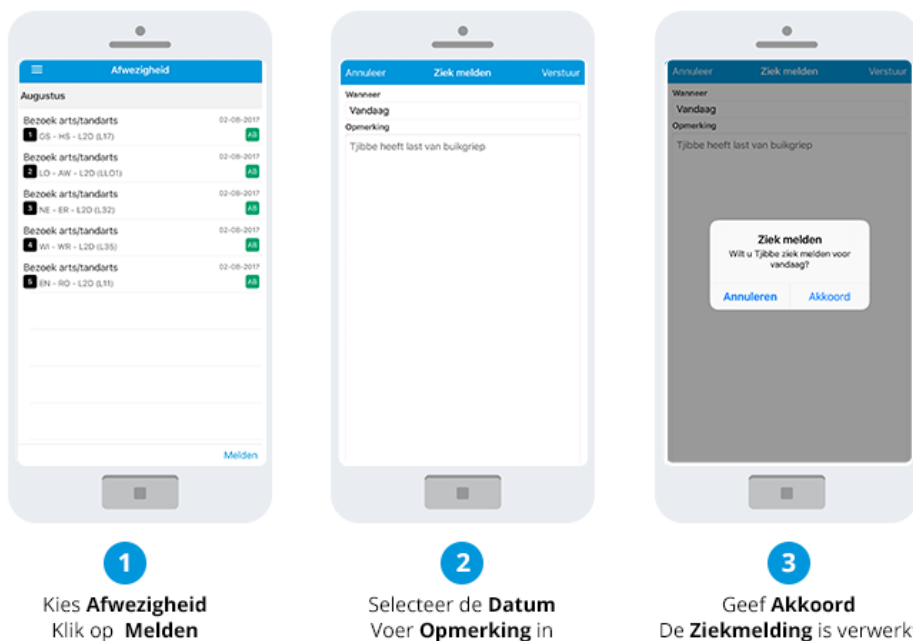 Afwezigheid
Augustus
Bezoek arts/tandarts 02-08-2017
1 GS - HS - L2D (L17) AB
Bezoek arts/tandarts 02-08-2017
2 LO - AW - L2D (LLO1) AB
Bezoek arts/tandarts 02-08-2017
3 NE - ER - L2D (L32) AB
Bezoek arts/tandarts 02-08-2017
4 WI - WR - L2D (L35) AB
Bezoek arts/tandarts 02-08-2017
5 EN - RO - L2D (L11) AB
Melden
1
Kies Afwezigheid
Klik op Melden
Annuleer Ziek melden Verstuur
Wanneer
Vandaag
Opmerking
Tjibbe heeft last van buikgriep
2
Selecteer de Datum
Voer Opmerking in
Annuleer Ziek melden Verstuur
Wanneer
Vandaag
Opmerking
Tjibbe heeft last van buikgriep
Ziek melden
Wilt u Tjibbe ziek melden voor
vandaag?
Annuleren Akkoord
3
Geef Akkoord
De Ziekmelding is verwerk